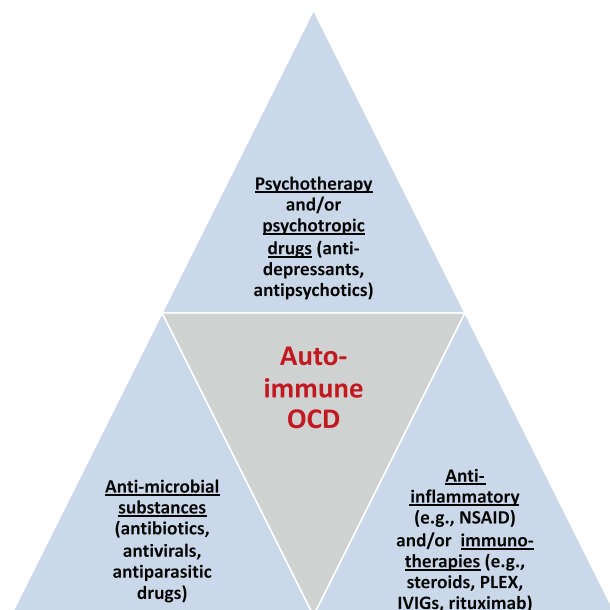 Psychotherapy
and/or
psychotropic
drugs (anti-
depressants,
antipsychotics)
Auto-
immune
OCD
Anti-microbial
substances
(antibiotics,
antivirals,
antiparasitic
drugs)
Anti-
inflammatory
(e.g., NSAID)
and/or immuno-
therapies (e.g.,
steroids, PLEX,
IVIGs, rituximab)